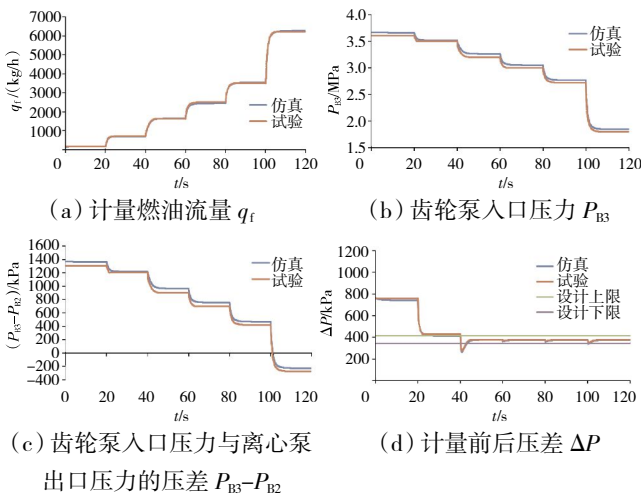 7000
6000
5000
4000
3000
2000
1000
0
20
40
60
80
100
120
q_f/(kg/h)
t/s
仿真
试验
(a) 计量燃油流量 q_f
4.0
3.5
3.0
2.5
2.0
1.5
0
20
40
60
80
100
120
P_B3/MPa
t/s
仿真
试验
(b) 齿轮泵入口压力 P_B3
1600
1400
1200
1000
800
600
400
200
0
−200
−400
20
40
60
80
100
120
(P_B3−P_B2)/kPa
t/s
仿真
试验
(c) 齿轮泵入口压力与离心泵
出口压力的压差 P_B3−P_B2
1200
1000
800
600
400
200
0
20
40
60
80
100
120
ΔP/kPa
t/s
仿真
试验
设计上限
设计下限
(d) 计量前后压差 ΔP